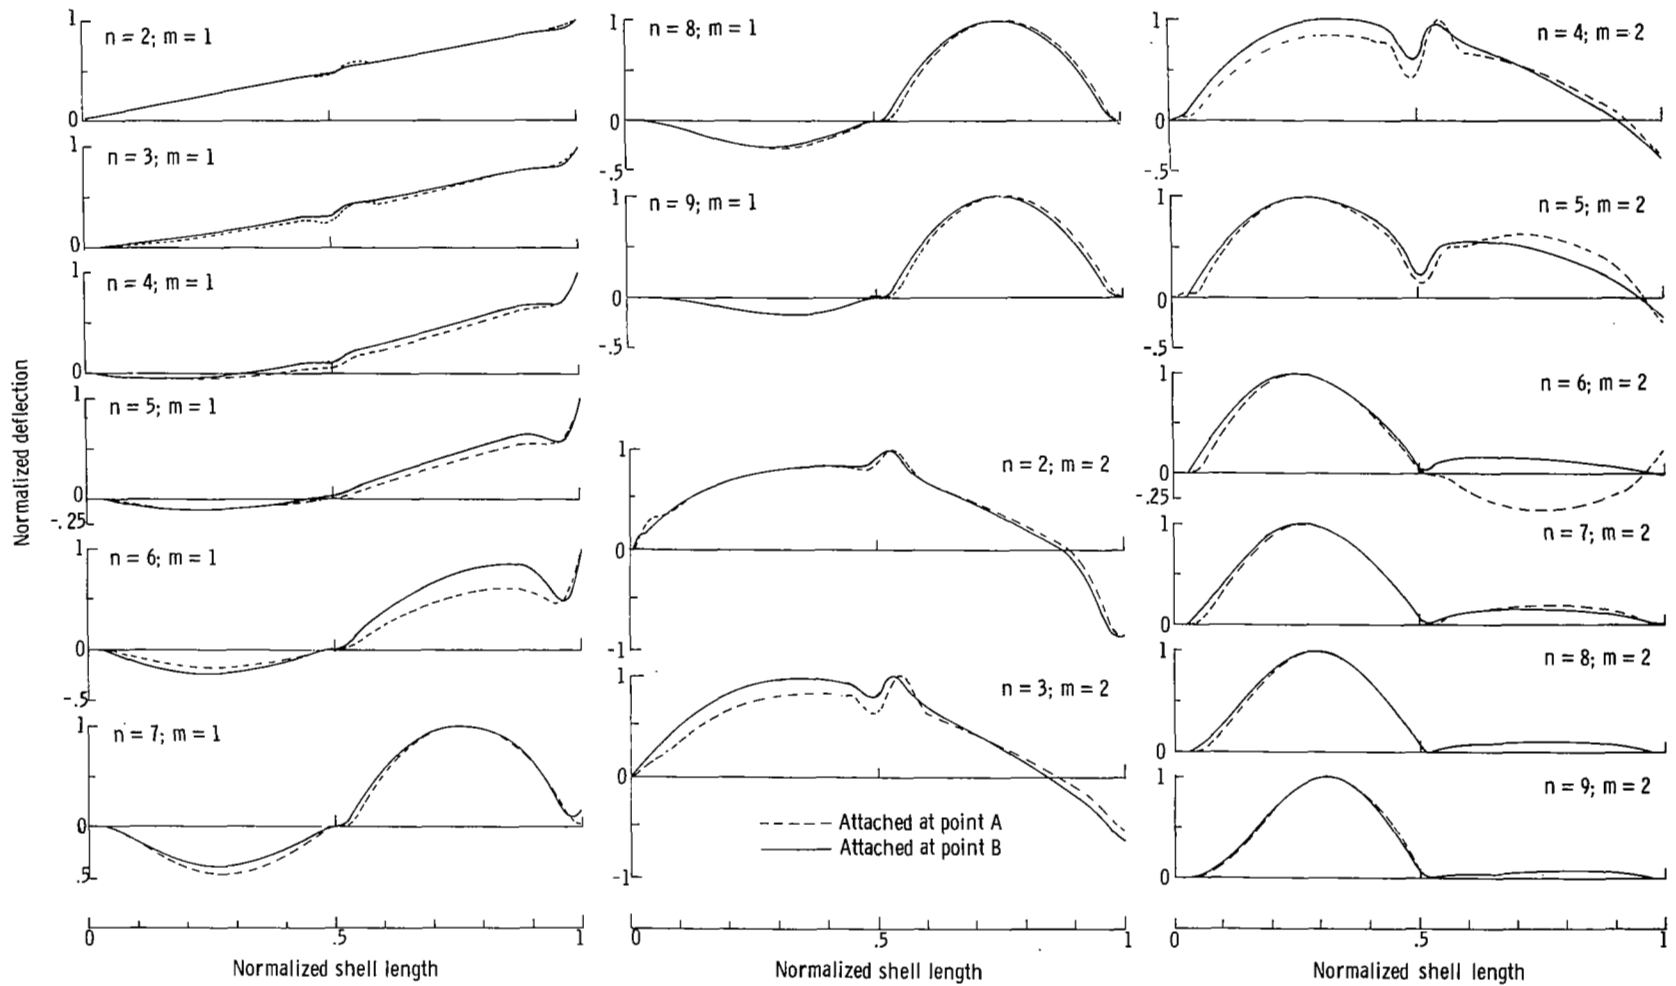 Normalized deflection
1
n = 2; m = 1
0
1
n = 3; m = 1
0
1
n = 4; m = 1
0
1
n = 5; m = 1
0
-.25
1
n = 6; m = 1
0
-.5
1
n = 7; m = 1
0
.5
0 .5 1
Normalized shell length
1
n = 8; m = 1
0
-.5
1
n = 9; m = 1
0
-.5
1
n = 2; m = 2
0
-1
1
n = 3; m = 2
0
Attached at point A
Attached at point B
-1
0 .5 1
Normalized shell length
1
n = 4; m = 2
0
-.5
1
n = 5; m = 2
0
-.5
1
n = 6; m = 2
0
-.25
1
n = 7; m = 2
0
1
n = 8; m = 2
0
1
n = 9; m = 2
0
0 .5 1
Normalized shell length